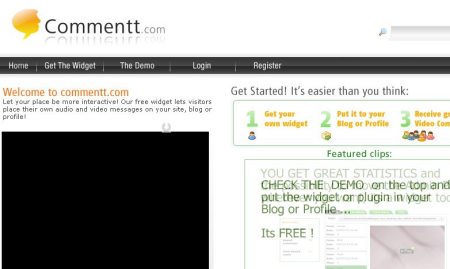 Commentt.com
Home
Get The Widget
The Demo
Login
Register
Welcome to commentt.com
Let your place be more interactive! Our free widget lets visitors
place their own audio and video messages on your site, blog or
profile!
Get Started! It's easier than you think:
1 Get your
own widget
2 Put it to your
Blog or Profile
3 Receive
Video
Featured clips:
YOU GET GREAT STATISTICS and
CHECK THE DEMO on the top and
get the widget or plugin in your
Blog or Profile...
Its FREE !